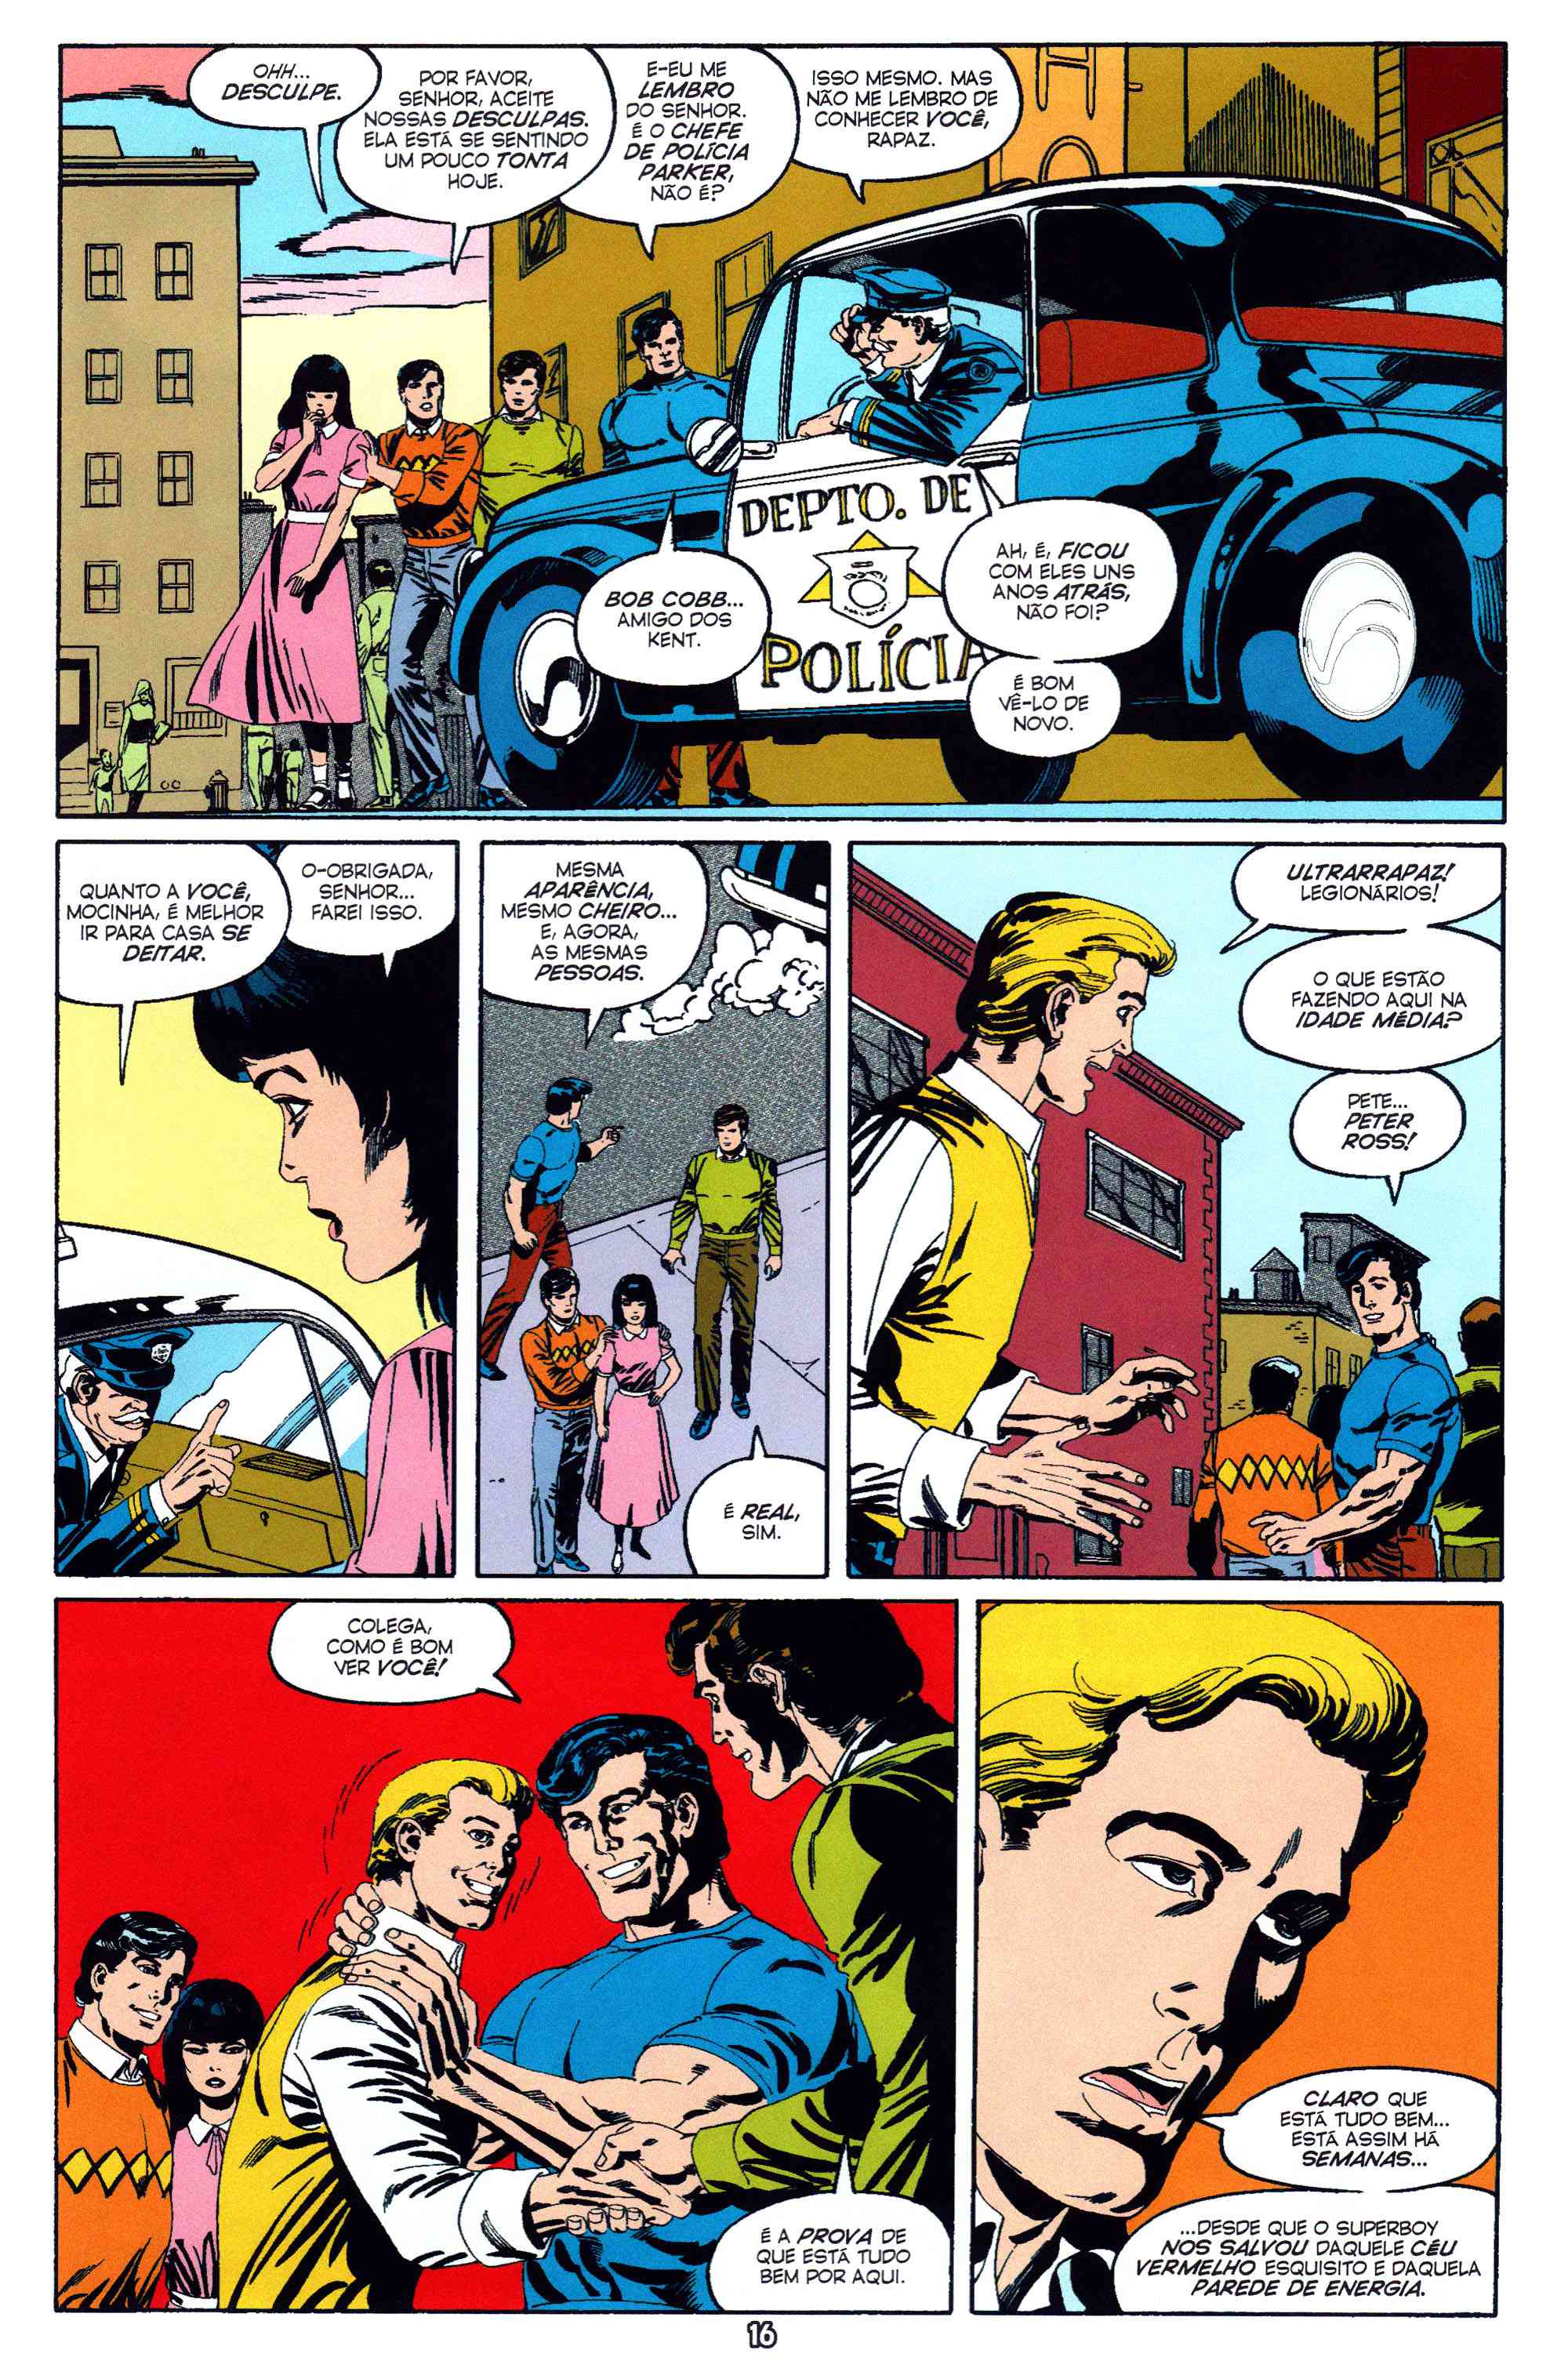 OHH...
DESCULPE.
POR FAVOR,
SENHOR, ACEITE
NOSSAS DESCULPAS.
ELA ESTÁ SE SENTINDO
UM POUCO TONTA
HOJE.
E-EU ME
LEMBRO
DO SENHOR.
É O CHEFE
DE POLÍCIA
PARKER,
NÃO É?
ISSO MESMO. MAS
NÃO ME LEMBRO DE
CONHECER VOCÊ,
RAPAZ.
DEPTO. DE
POLÍCIA
BOB COBB...
AMIGO DOS
KENT.
AH, É, FICOU
COM ELES UNS
ANOS ATRÁS,
NÃO FOI?
É BOM
VÊ-LO DE
NOVO.
QUANTO A VOCÊ,
MOCINHA, É MELHOR
IR PARA CASA SE
DEITAR.
O-OBRIGADA,
SENHOR...
FAREI ISSO.
MESMA
APARÊNCIA,
MESMO CHEIRO...
E, AGORA,
AS MESMAS
PESSOAS.
É REAL,
SIM.
ULTRARRAPAZ!
LEGIONÁRIOS!
O QUE ESTÃO
FAZENDO AQUI NA
IDADE MÉDIA?
PETE...
PETER
ROSS!
COLEGA,
COMO É BOM
VER VOCÊ!
É A PROVA DE
QUE ESTÁ TUDO
BEM POR AQUI.
CLARO QUE
ESTÁ TUDO BEM...
ESTÁ ASSIM HÁ
SEMANAS...
...DESDE QUE O SUPERBOY
NOS SALVOU DAQUELE CÉU
VERMELHO ESQUISITO E DAQUELA
PAREDE DE ENERGIA.
16